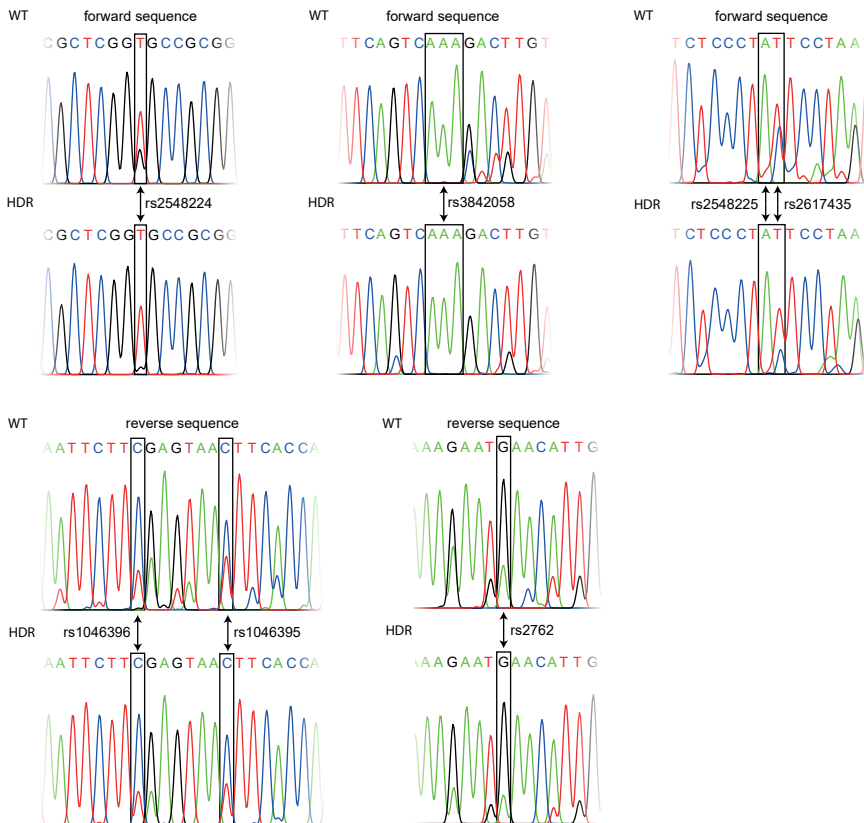 WT forward sequence
CGCTCGGTGCCGCGG
HDR rs2548224
CGCTCGGTGCCGCGG
WT forward sequence
TTCAGTCAAAGACTTGT
HDR rs3842058
TTCAGTCAAAGACTTGT
WT forward sequence
TCTCCCTATTCCTAA
HDR rs2548225 rs2617435
TCTCCCTATTCCTAA
WT reverse sequence
AATTCTTCGAGTAACTTCACCA
HDR rs1046396 rs1046395
AATTCTTCGAGTAACTTCACCA
WT reverse sequence
AAGAATGAACATTG
HDR rs2762
AAGAATGAACATTG